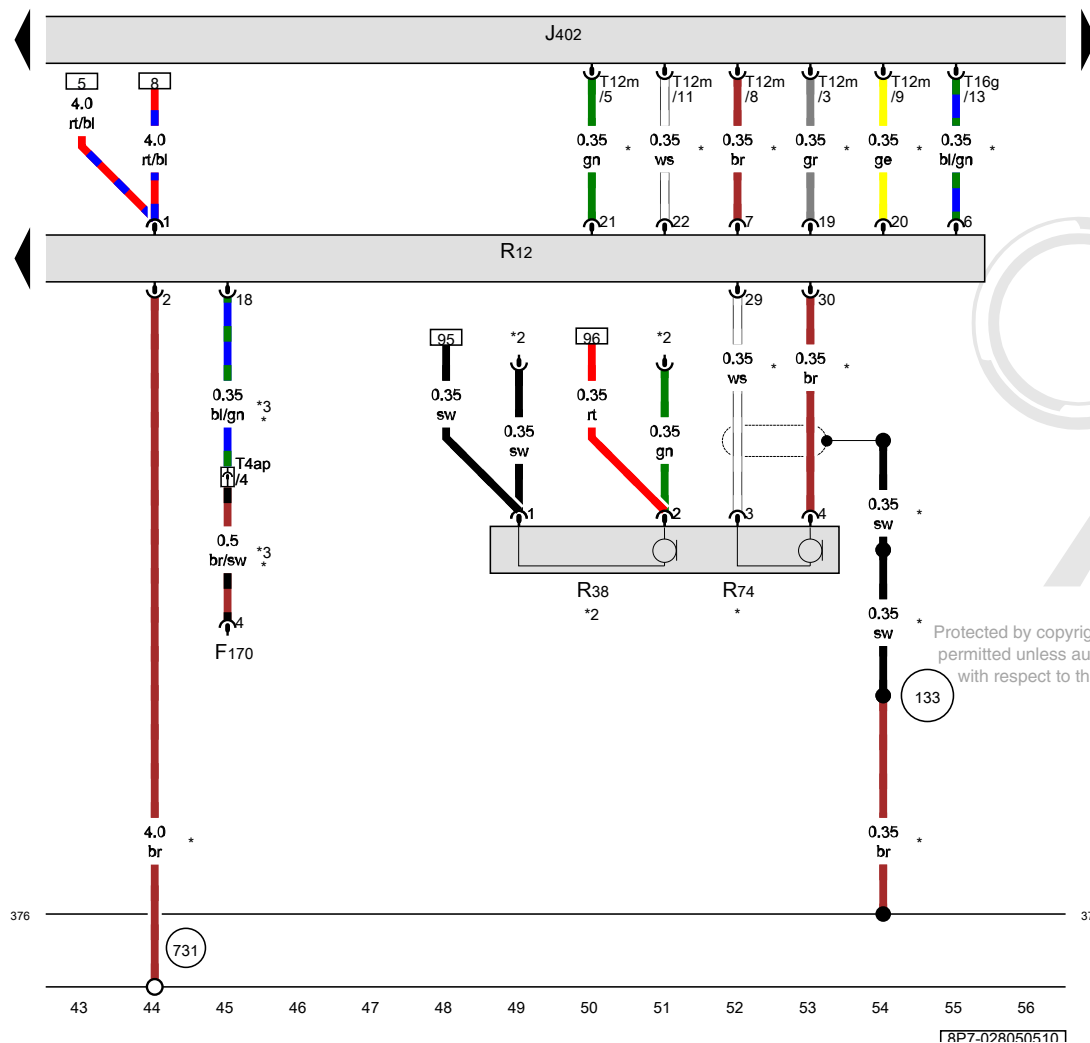 J402
5
8
4.0
rt/bl
4.0
rt/bl
1
T12m
/5
T12m
/11
T12m
/8
T12m
/3
T12m
/9
T16g
/13
0.35
gn
*
0.35
ws
*
0.35
br
*
0.35
gr
*
0.35
ge
*
0.35
bl/gn
*
21
22
7
19
20
6
R12
2
18
29
30
95
*2
96
*2
0.35
ws
*
0.35
br
*
0.35
bl/gn
*3
*
0.35
sw
0.35
sw
0.35
rt
0.35
gn
T4ap
/4
0.5
br/sw
*3
*
4
F170
1
2
3
4
R38
*2
R74
*
0.35
sw
*
0.35
sw
*
133
Protected by copyrig
permitted unless au
with respect to th
4.0
br
*
0.35
br
*
376
37
731
43 44 45 46 47 48 49 50 51 52 53 54 55 56
8P7-028050510